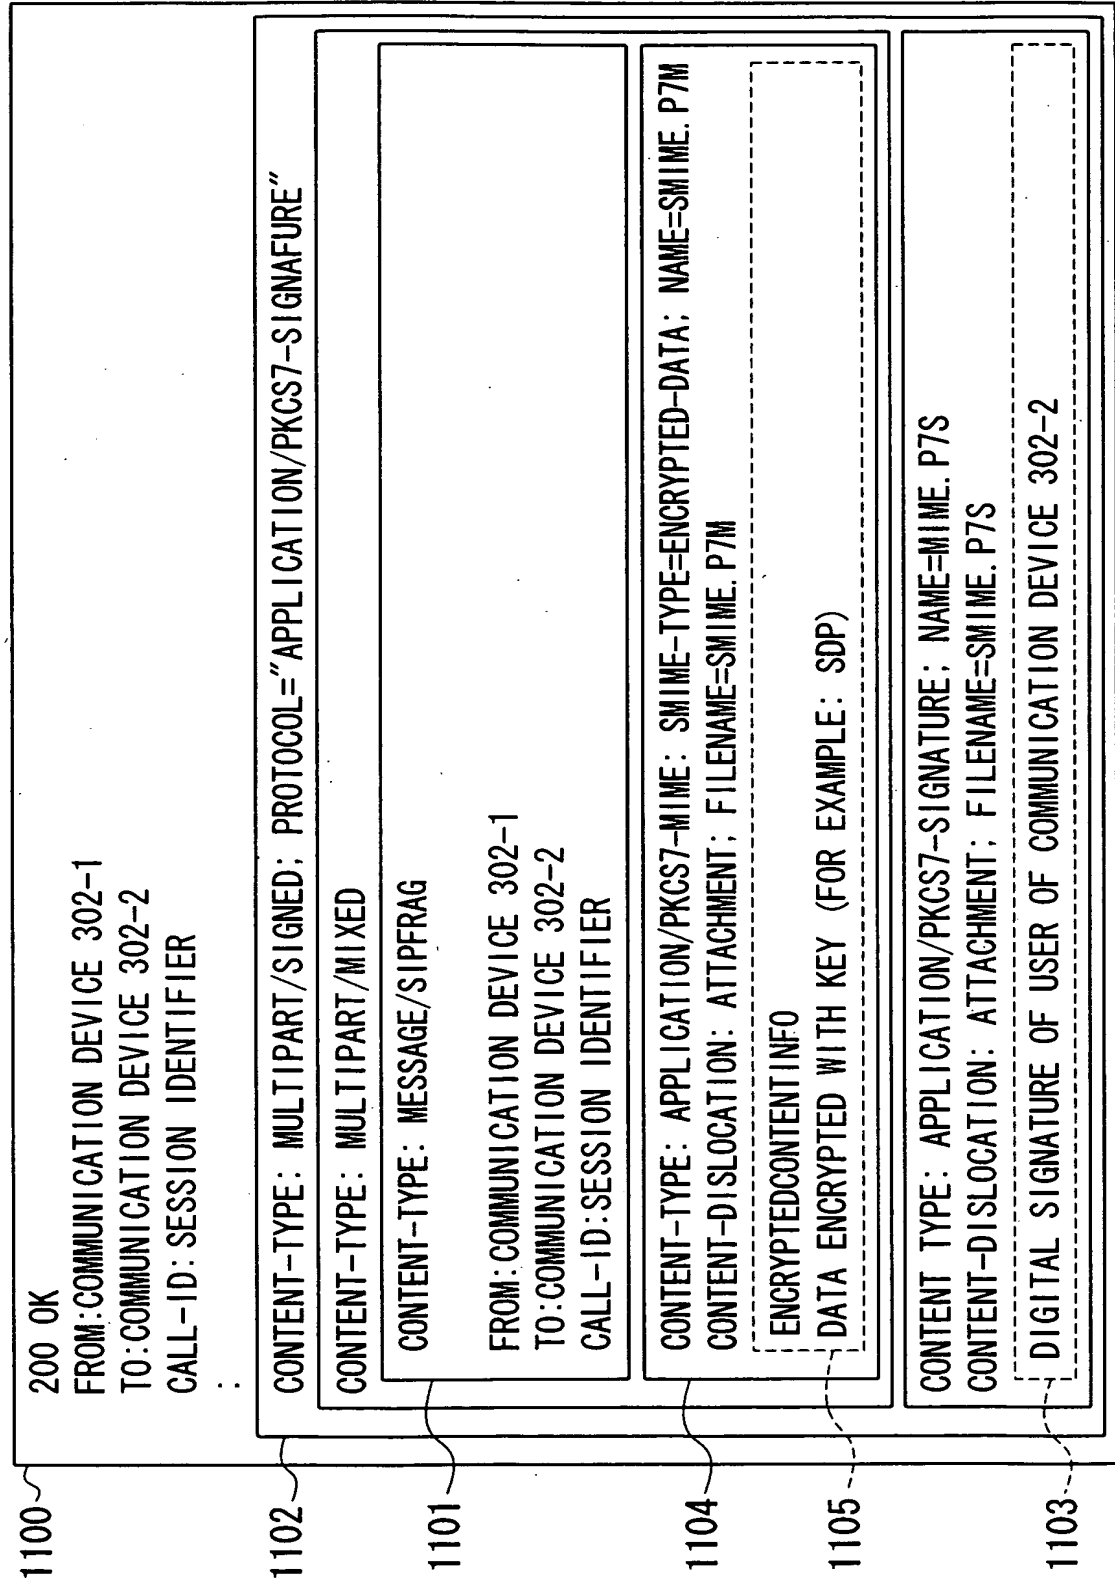 1100
200 OK
FROM:COMMUNICATION DEVICE 302-1
TO:COMMUNICATION DEVICE 302-2
CALL-ID:SESSION IDENTIFIER
:
1102
CONTENT-TYPE: MULTIPART/SIGNED; PROTOCOL="APPLICATION/PKCS7-SIGNAFURE"
CONTENT-TYPE: MULTIPART/MIXED
1101
CONTENT-TYPE: MESSAGE/SIPFRAG
FROM:COMMUNICATION DEVICE 302-1
TO:COMMUNICATION DEVICE 302-2
CALL-ID:SESSION IDENTIFIER
1104
CONTENT-TYPE: APPLICATION/PKCS7-MIME: SMIME-TYPE=ENCRYPTED-DATA; NAME=SMIME.P7M
CONTENT-DISLOCATION: ATTACHMENT; FILENAME=SMIME.P7M
1105
ENCRYPTEDCONTENTINFO
DATA ENCRYPTED WITH KEY (FOR EXAMPLE: SDP)
CONTENT TYPE: APPLICATION/PKCS7-SIGNATURE; NAME=MIME.P7S
CONTENT-DISLOCATION: ATTACHMENT; FILENAME=SMIME.P7S
1103
DIGITAL SIGNATURE OF USER OF COMMUNICATION DEVICE 302-2